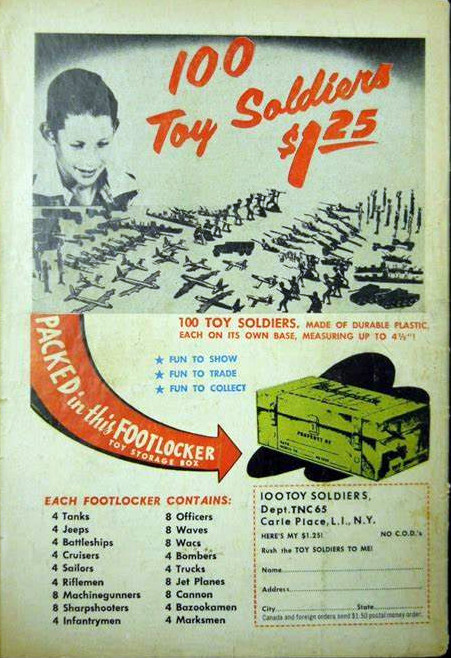 100
Toy Soldiers
$1.25
100 TOY SOLDIERS. MADE OF DURABLE PLASTIC,
EACH ON ITS OWN BASE, MEASURING UP TO 4½"!
★ FUN TO SHOW
★ FUN TO TRADE
★ FUN TO COLLECT
PACKED in this FOOTLOCKER
TOY STORAGE BOX
PROPERTY OF
EACH FOOTLOCKER CONTAINS:
4 Tanks
4 Jeeps
4 Battleships
4 Cruisers
4 Sailors
4 Riflemen
8 Machinegunners
8 Sharpshooters
4 Infantrymen
8 Officers
8 Waves
8 Wacs
4 Bombers
4 Trucks
8 Jet Planes
8 Cannon
4 Bazookamen
4 Marksmen
100 TOY SOLDIERS,
Dept. TNC 65
Carle Place, L.I., N.Y.
HERE'S MY $1.25! NO C.O.D.'s
Rush the TOY SOLDIERS TO ME!
Name
Address
City State
Canada and foreign orders send $1.50 postal money order.